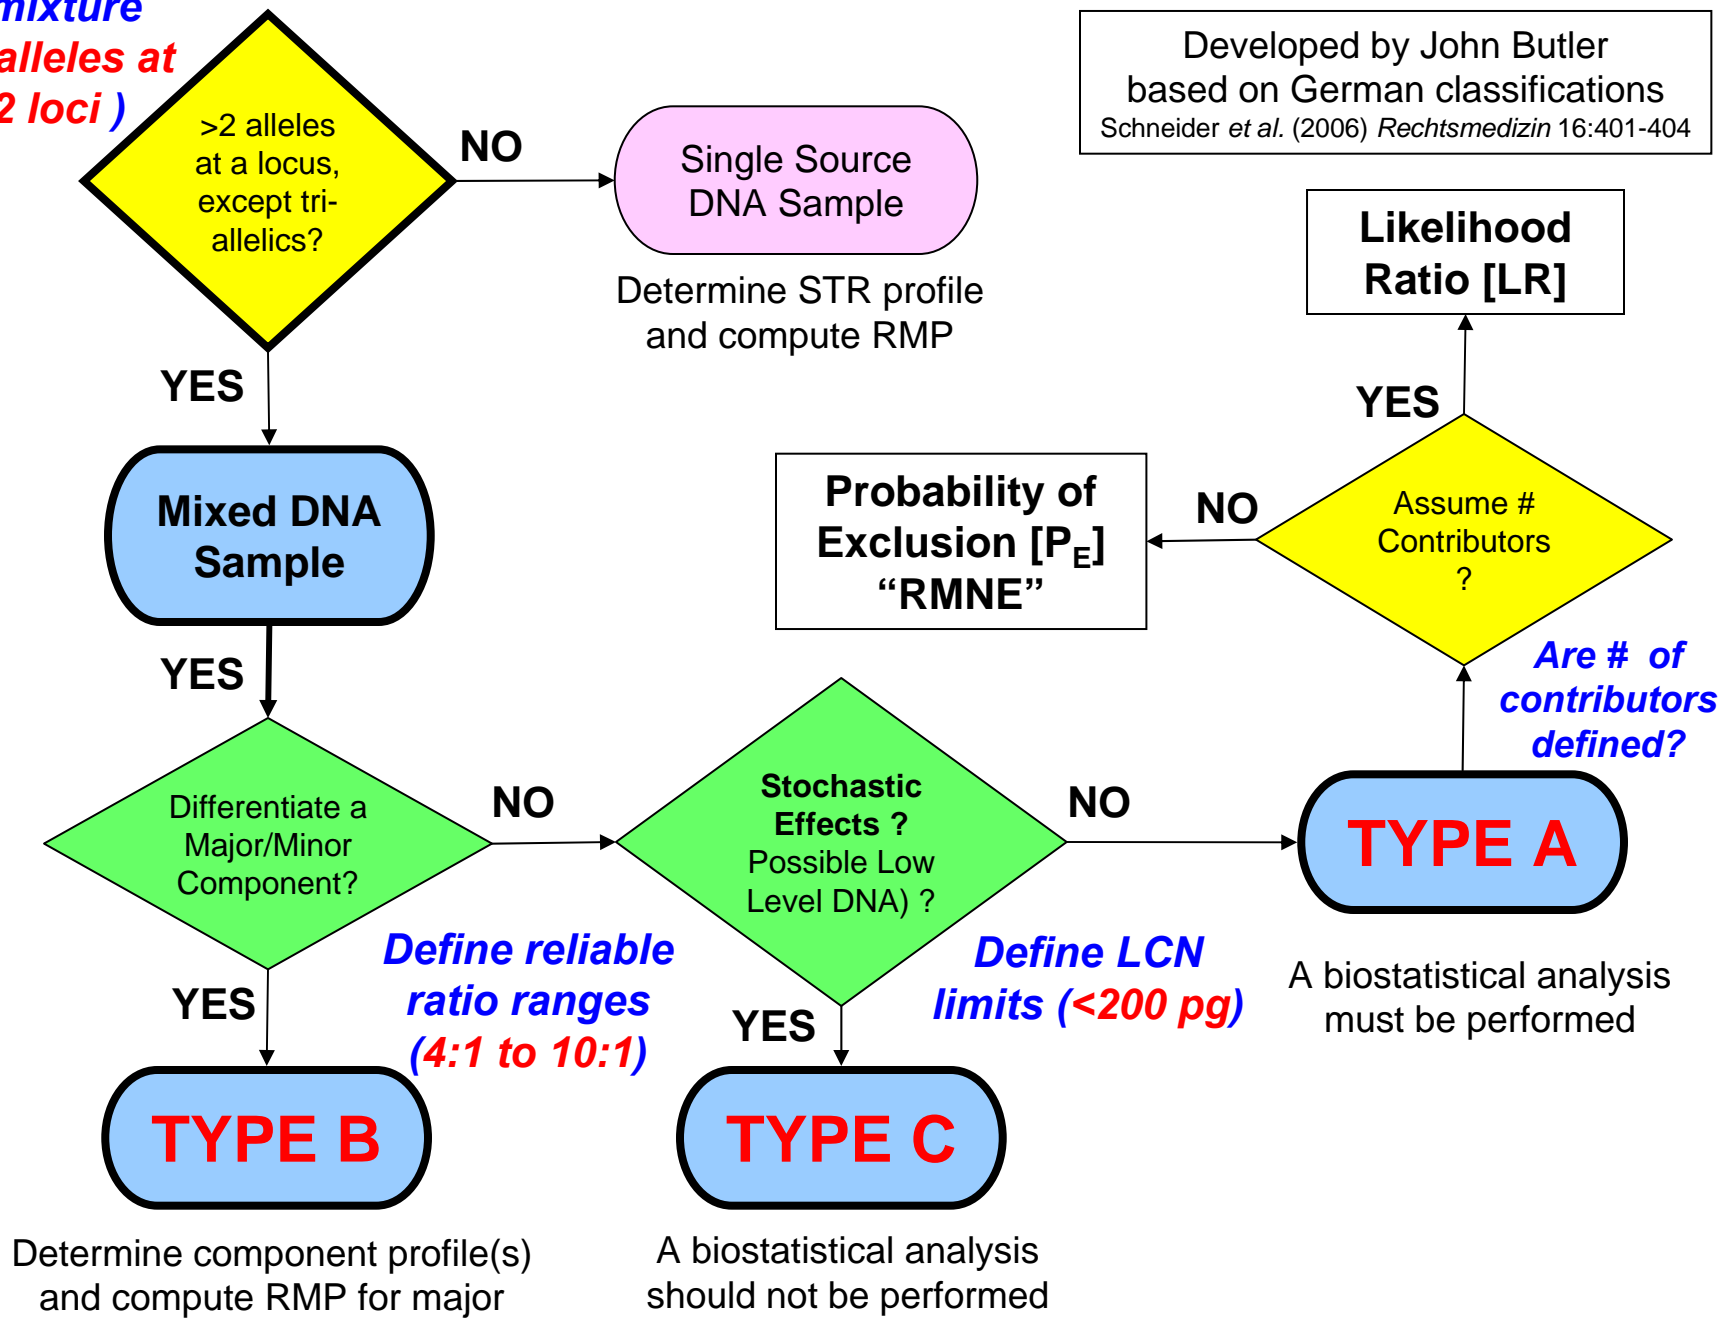 mixture
alleles at
2 loci )
>2 alleles
at a locus,
except tri-
allelics?
NO
Single Source
DNA Sample
Determine STR profile
and compute RMP
Developed by John Butler
based on German classifications
Schneider et al. (2006) Rechtsmedizin 16:401-404
Likelihood
Ratio [LR]
YES
YES
Mixed DNA
Sample
Probability of
Exclusion [PE]
“RMNE”
NO
Assume #
Contributors
?
YES
Are # of
contributors
defined?
Differentiate a
Major/Minor
Component?
NO
Stochastic
Effects ?
Possible Low
Level DNA) ?
NO
TYPE A
A biostatistical analysis
must be performed
Define reliable
ratio ranges
(4:1 to 10:1)
Define LCN
limits (<200 pg)
YES
YES
TYPE B
TYPE C
Determine component profile(s)
and compute RMP for major
A biostatistical analysis
should not be performed